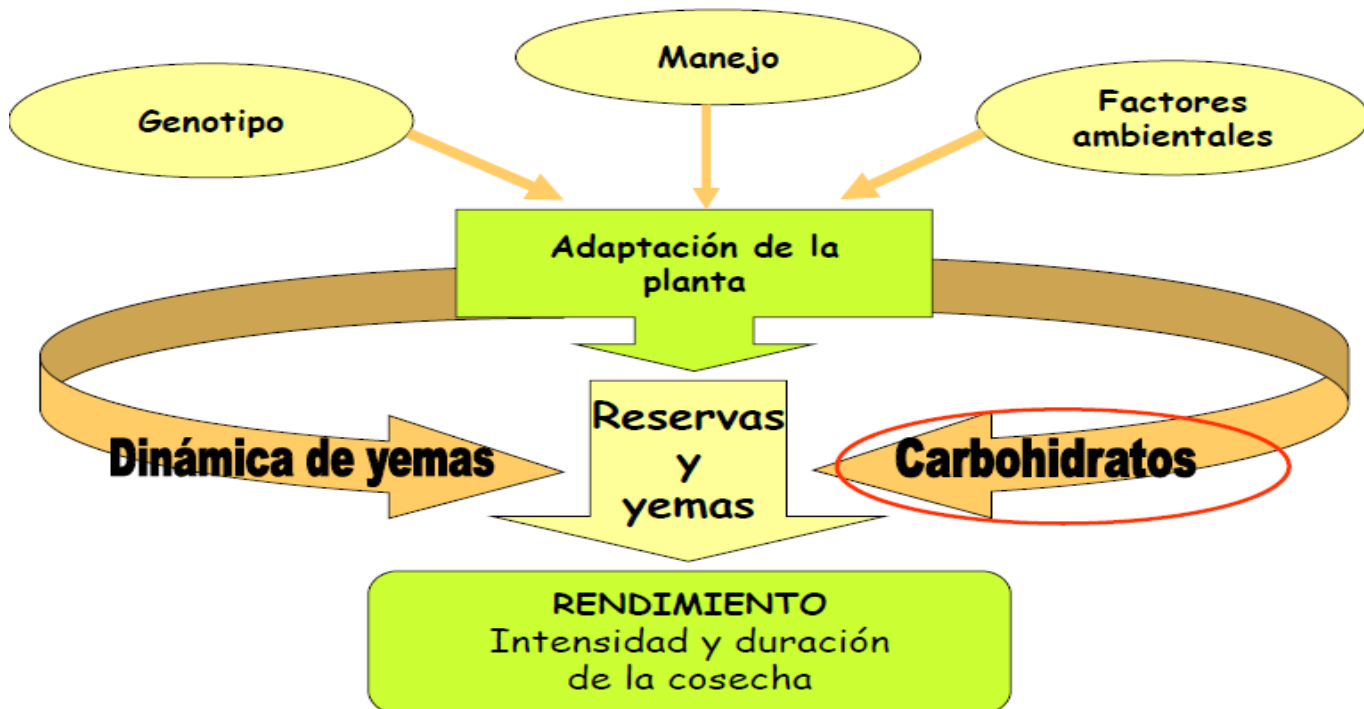 Manejo
Genotipo
Factores
ambientales
Adaptación de la
planta
Dinámica de yemas
Reservas
y
yemas
Carbohidratos
RENDIMIENTO
Intensidad y duración
de la cosecha